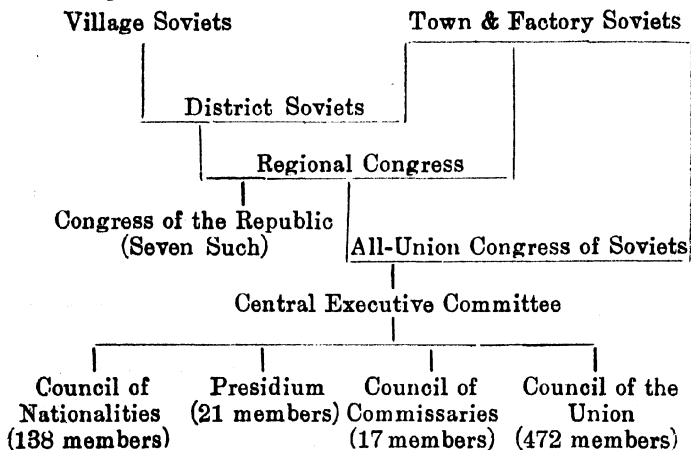 Village Soviets
Town & Factory Soviets
District Soviets
Regional Congress
Congress of the Republic
(Seven Such)
All-Union Congress of Soviets
Central Executive Committee
Council of
Nationalities
(138 members)
Presidium
(21 members)
Council of
Commissaries
(17 members)
Council of the
Union
(472 members)